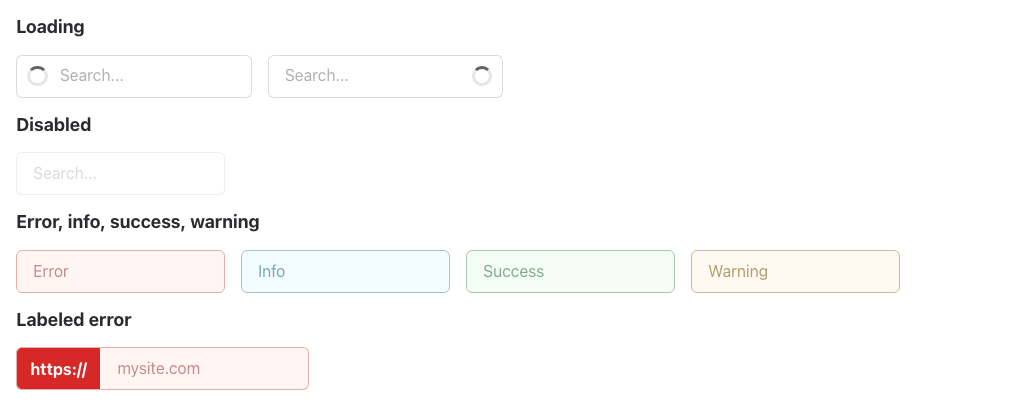 Loading
Search... Search...
Disabled
Search...
Error, info, success, warning
Error Info Success Warning
Labeled error
https:// mysite.com